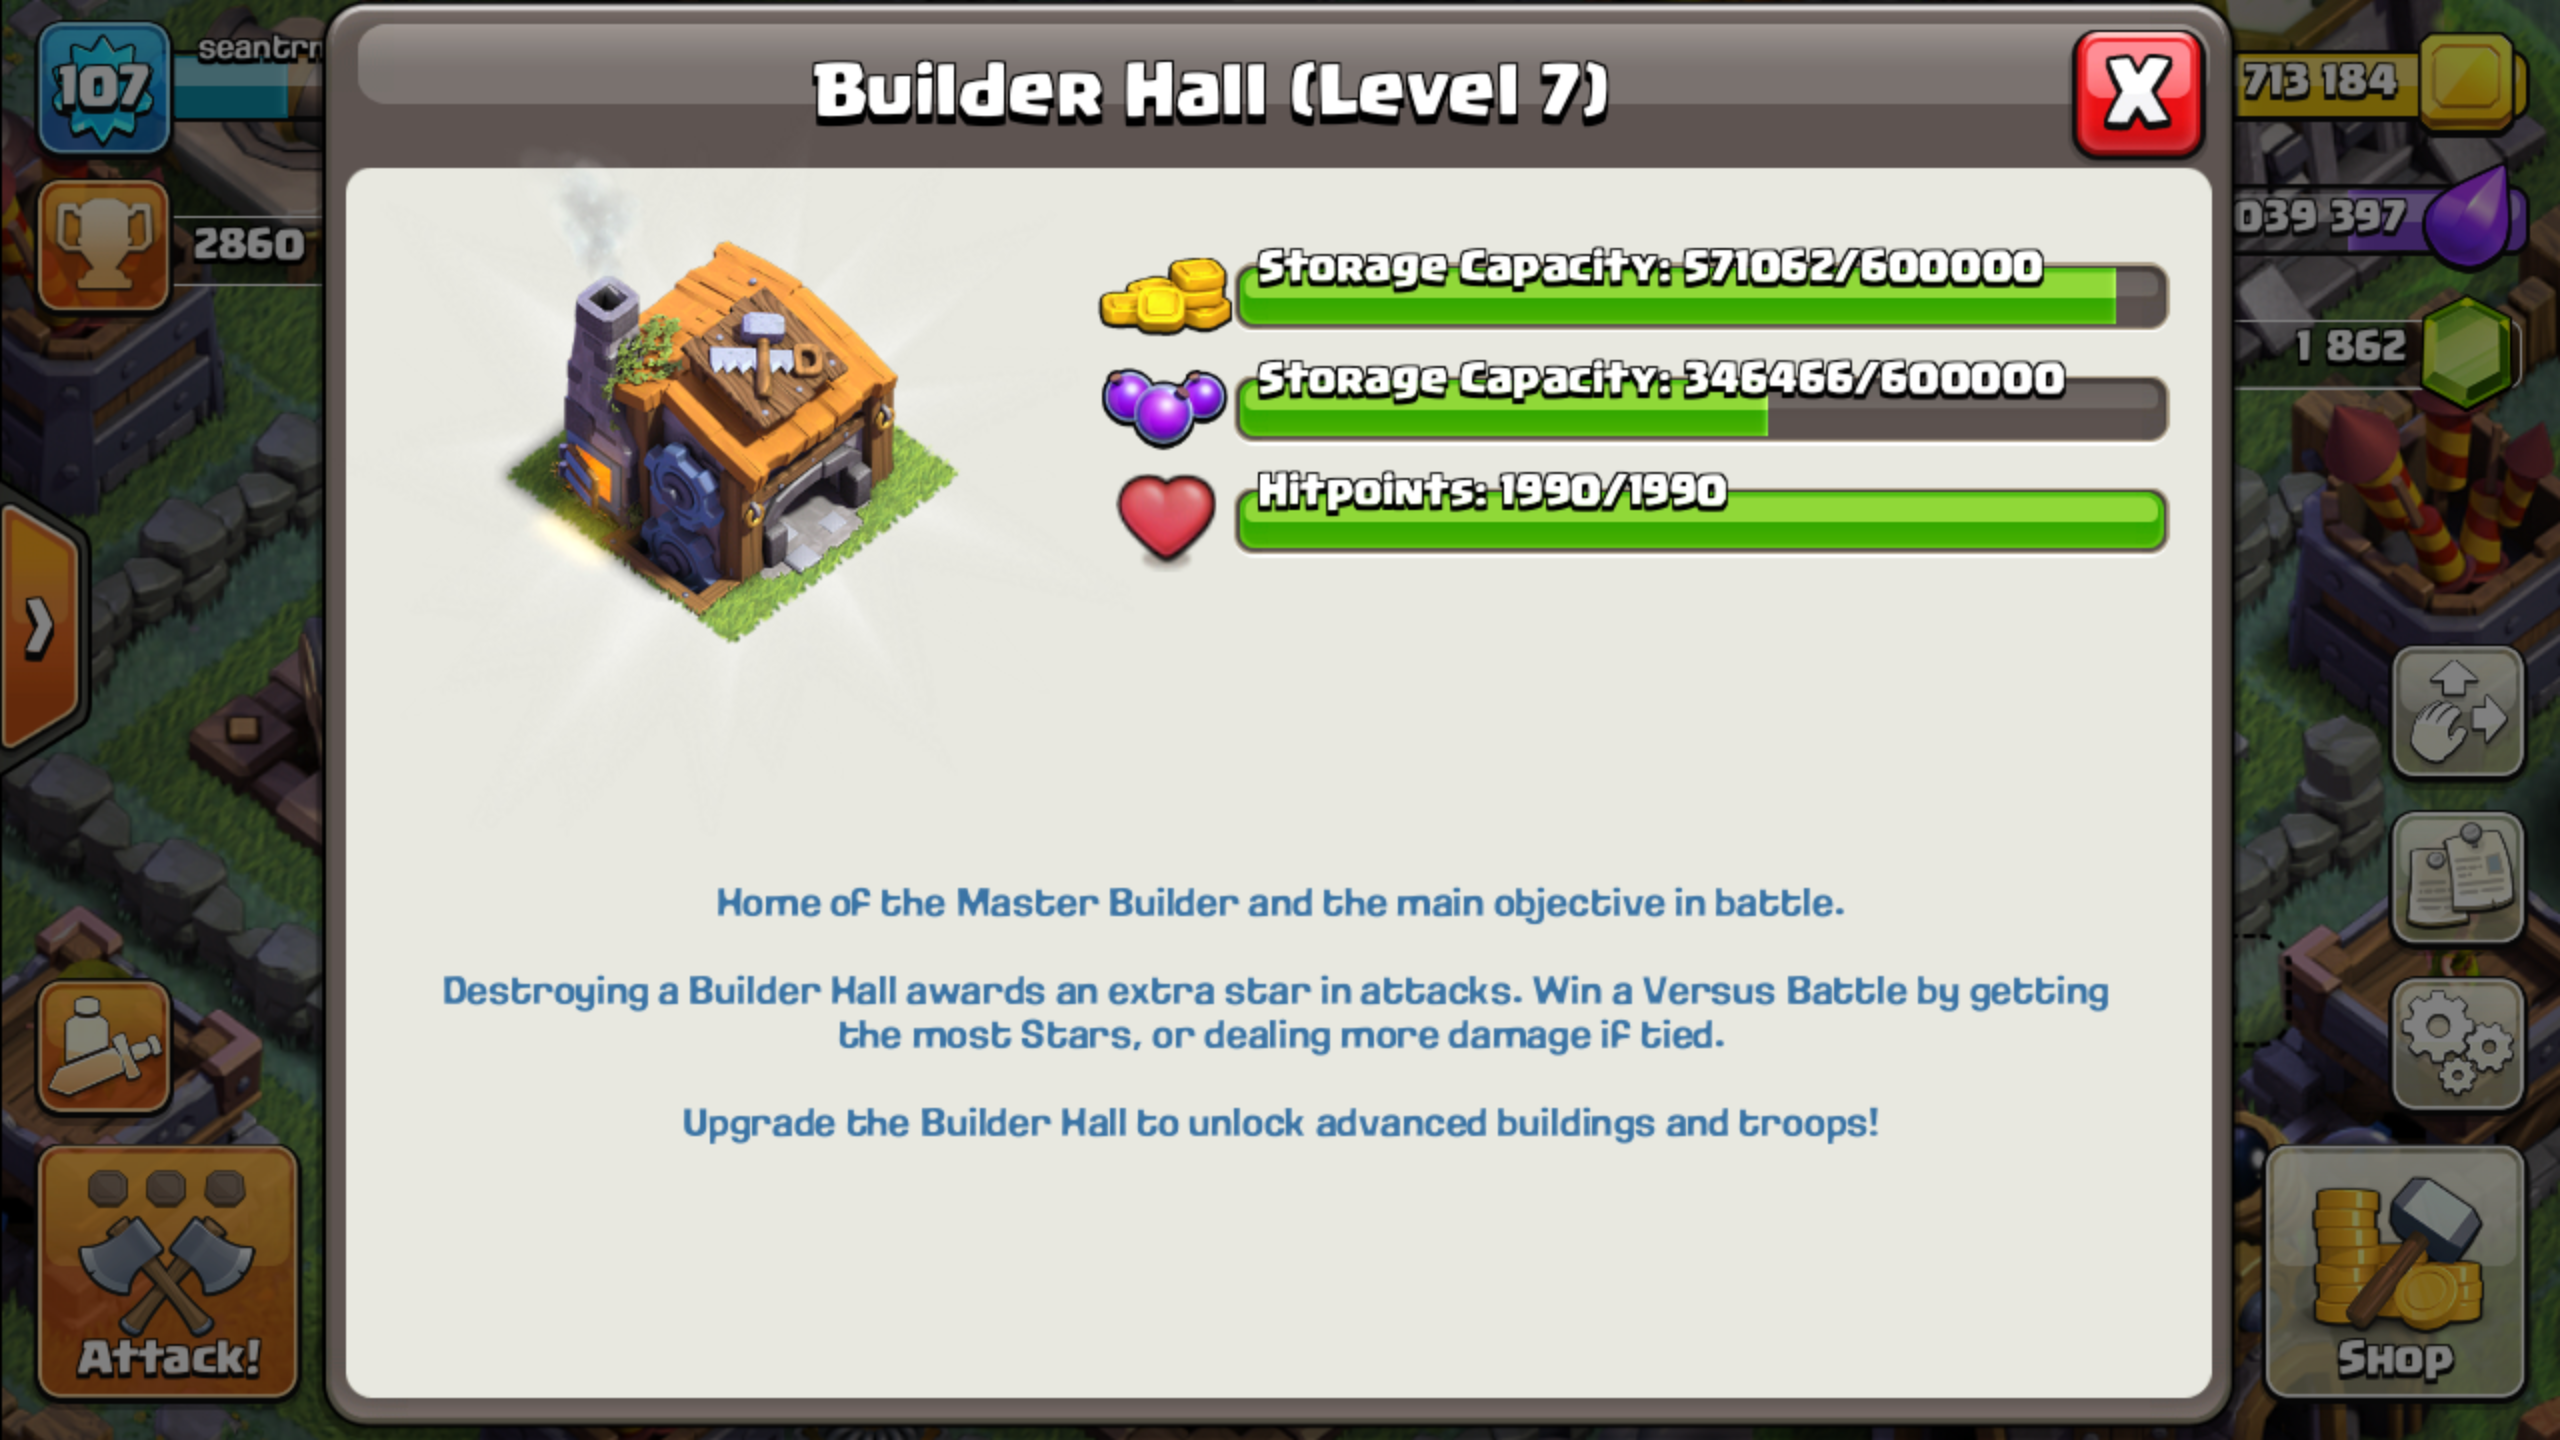 107
Builder Hall (Level 7)
X
713 184
2860
Storage Capacity: 571062/600000
039 397
Storage Capacity: 346466/600000
1 862
Hitpoints: 1990/1990
Home of the Master Builder and the main objective in battle.
Destroying a Builder Hall awards an extra star in attacks. Win a Versus Battle by getting
the most Stars, or dealing more damage if tied.
Upgrade the Builder Hall to unlock advanced buildings and troops!
Attack!
Shop